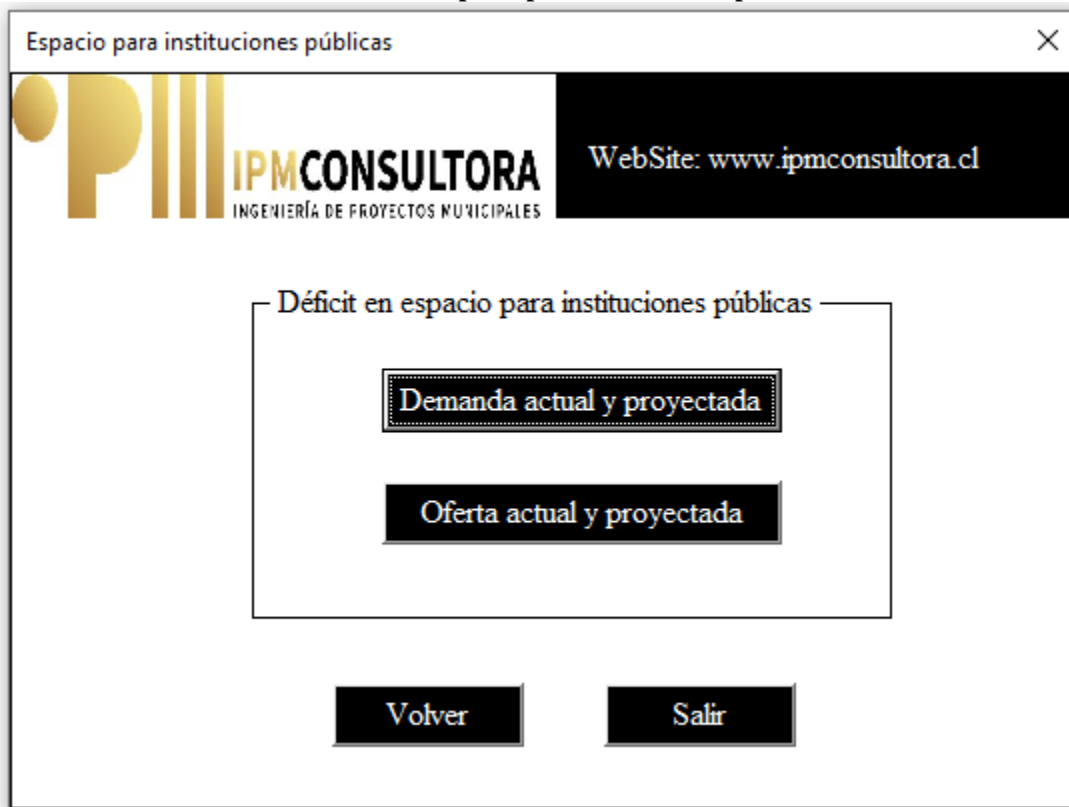 Espacio para instituciones públicas
IPMCONSULTORA
INGENIERÍA DE PROYECTOS MUNICIPALES
WebSite: www.ipmconsultora.cl
Déficit en espacio para instituciones públicas
Demanda actual y proyectada
Oferta actual y proyectada
Volver
Salir